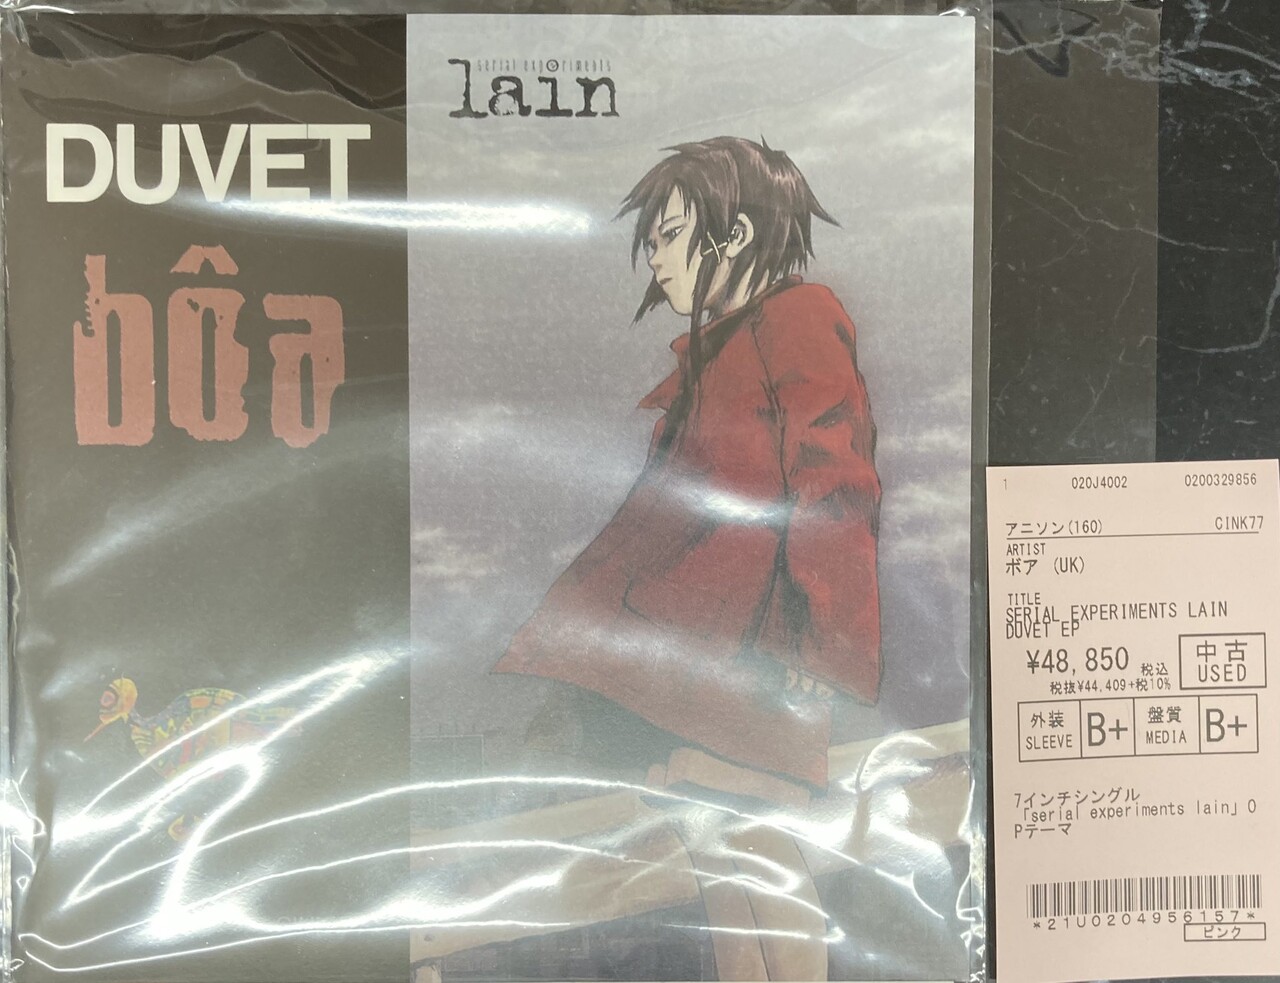 DUVET
bôa
serial experiments
lain
1 020J4002 0200329856
アニソン(160) CINK77
ARTIST
ボア (UK)
TITLE
SERIAL EXPERIMENTS LAIN
DUVET EP
¥48,850 税込
税抜¥44,409+税10%
中古
USED
外装
SLEEVE
B+
盤質
MEDIA
B+
7インチシングル
「serial experiments lain」O
Pテーマ
*21U0204956157*
ピンク